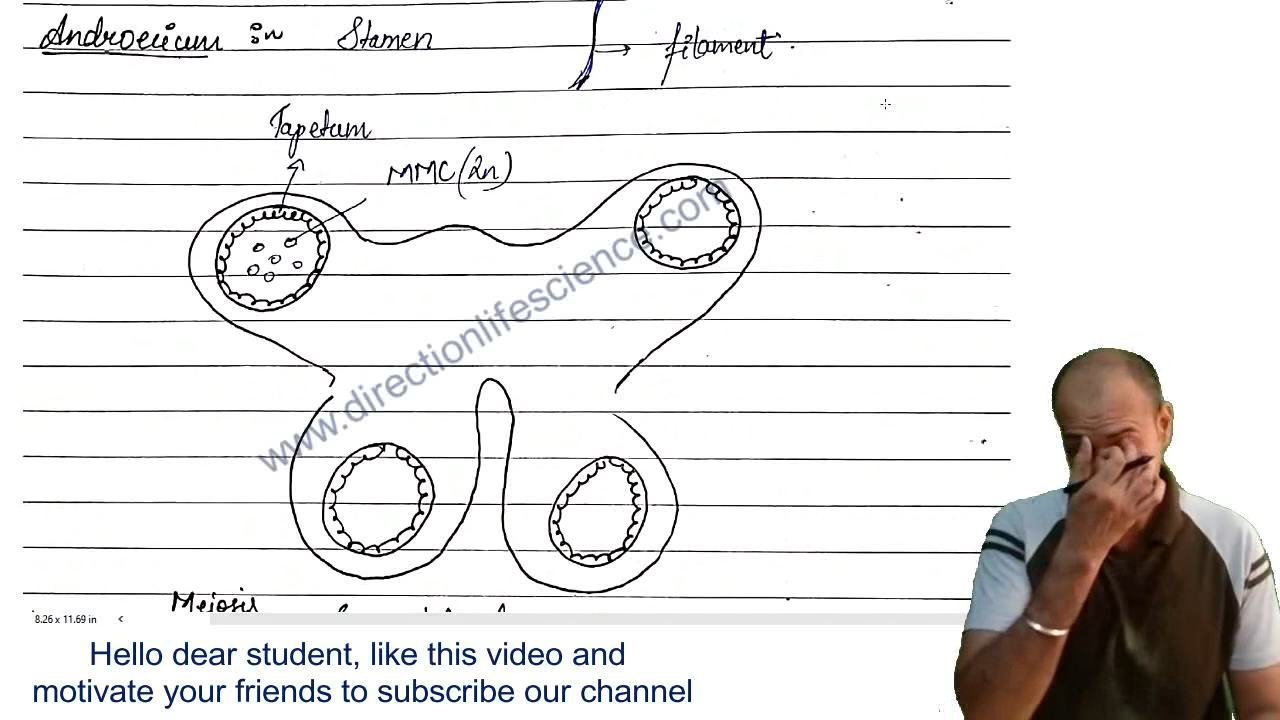 Androecium in Stamen
→ filament.
Tapetum
MMC (2n)
www.directionlifescience.com
Meiosis
8.26 x 11.69 in <
Hello dear student, like this video and
motivate your friends to subscribe our channel